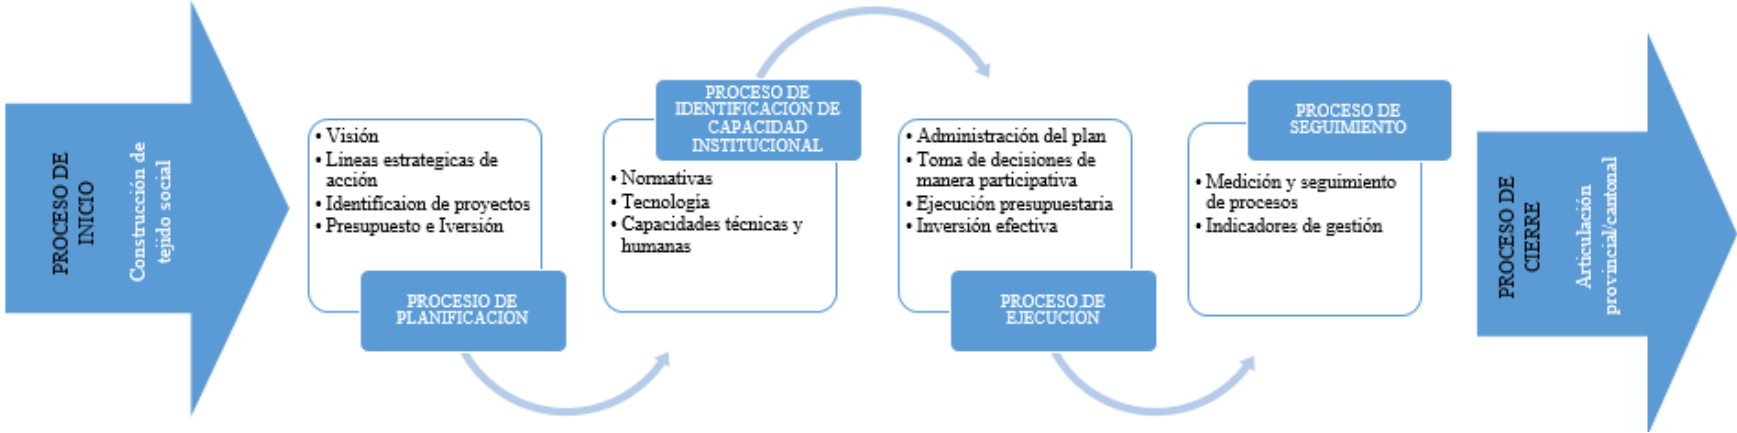 PROCESO DE
INICIO
Construcción de
tejido social
• Visión
• Lineas estrategicas de
acción
• Identificaion de proyectos
• Presupuesto e Iversión
PROCESIO DE
PLANIFICACIÓN
PROCESO DE
IDENTIFICACIÓN DE
CAPACIDAD
INSTITUCIONAL
• Normativas
• Tecnología
• Capacidades técnicas y
humanas
• Administración del plan
• Toma de decisiones de
manera participativa
• Ejecución presupuestaria
• Inversión efectiva
PROCESO DE
EJECUCIÓN
PROCESO DE
SEGUIMIENTO
• Medición y seguimiento
de procesos
• Indicadores de gestión
PROCESO DE
CIERRE
Articulación
provincial/cantonal